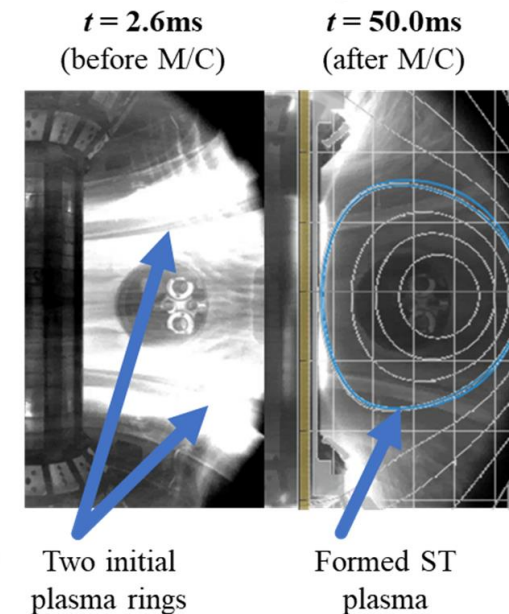 t = 2.6ms
(before M/C)
t = 50.0ms
(after M/C)
Two initial
plasma rings
Formed ST
plasma